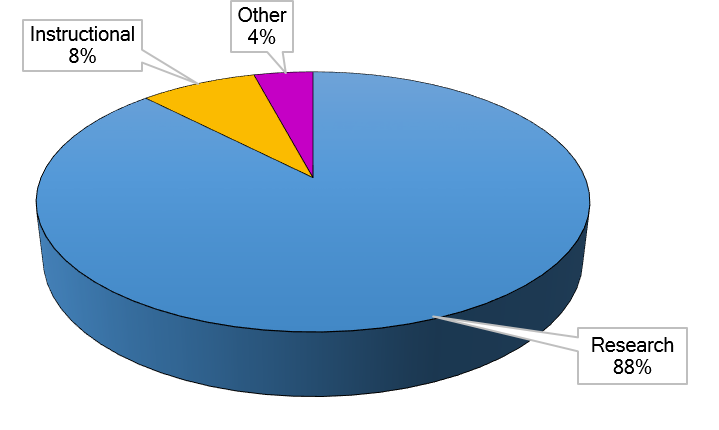 Other
4%
Instructional
8%
Research
88%